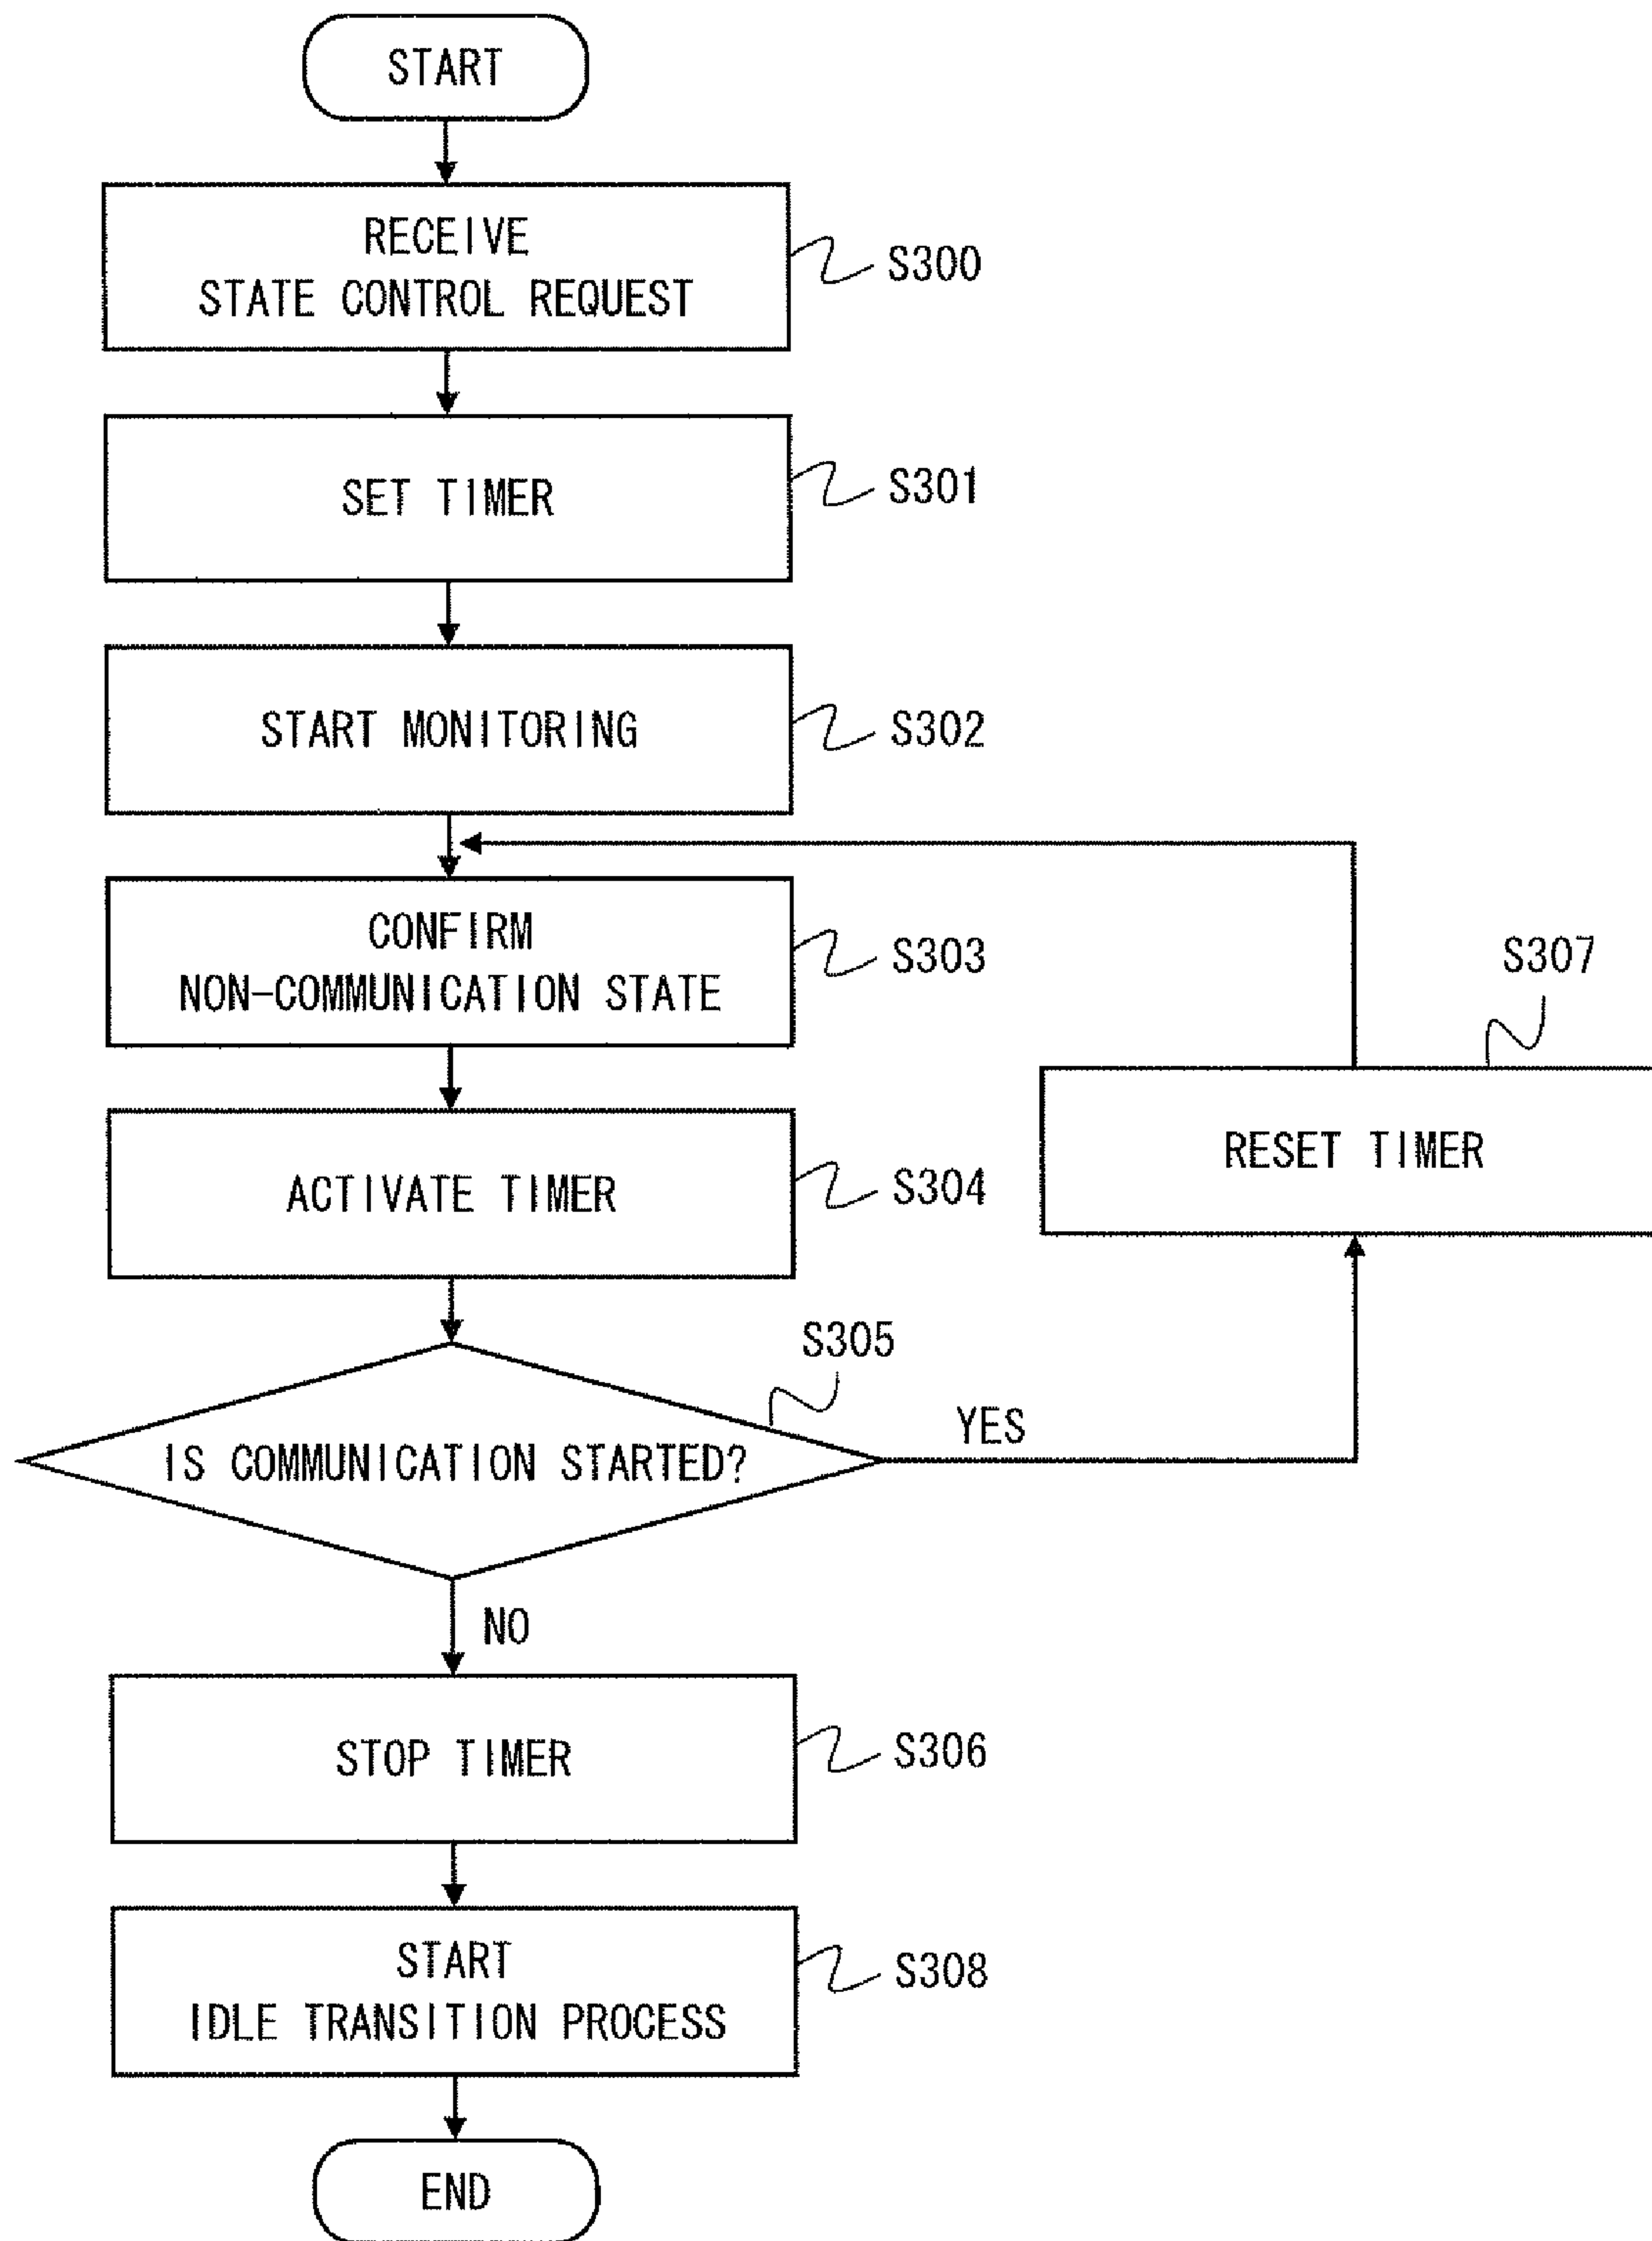 START
RECEIVE
STATE CONTROL REQUEST
S300
SET TIMER
S301
START MONITORING
S302
CONFIRM
NON-COMMUNICATION STATE
S303
S307
RESET TIMER
ACTIVATE TIMER
S304
S305
IS COMMUNICATION STARTED?
YES
NO
STOP TIMER
S306
START
IDLE TRANSITION PROCESS
S308
END